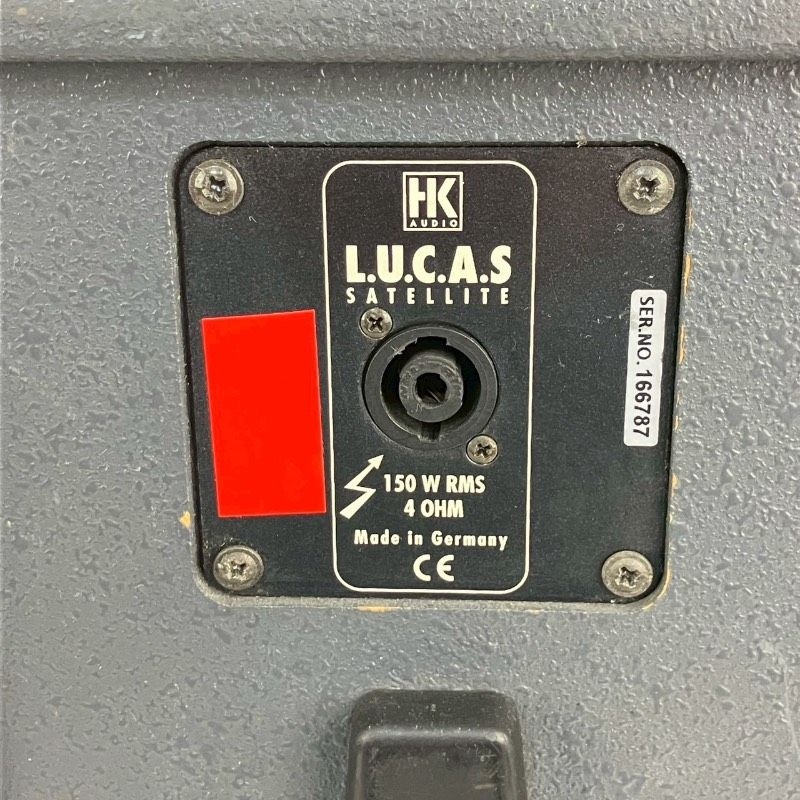 HK
AUDIO
L.U.C.A.S
SATELLITE
150 W RMS
4 OHM
Made in Germany
CE
SER.NO. 166787